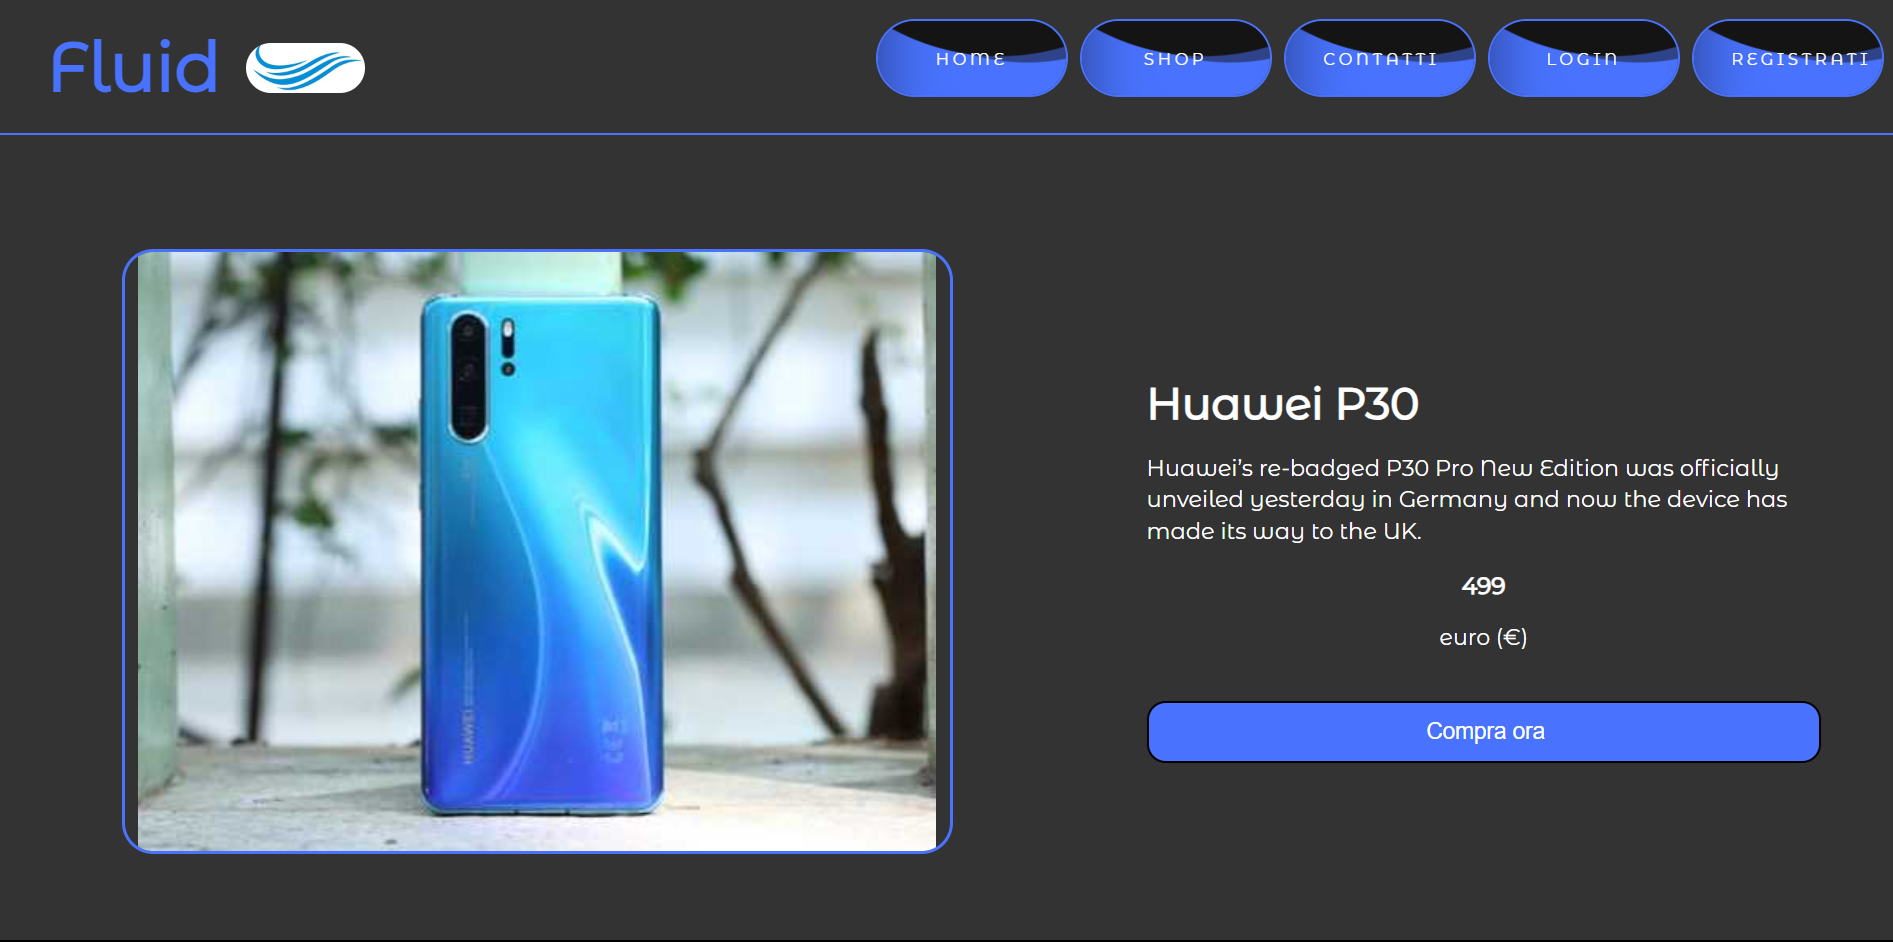 Fluid
HOME
SHOP
CONTATTI
LOGIN
REGISTRATI
HUAWEI
Huawei P30
Huawei’s re-badged P30 Pro New Edition was officially
unveiled yesterday in Germany and now the device has
made its way to the UK.
499
euro (€)
Compra ora